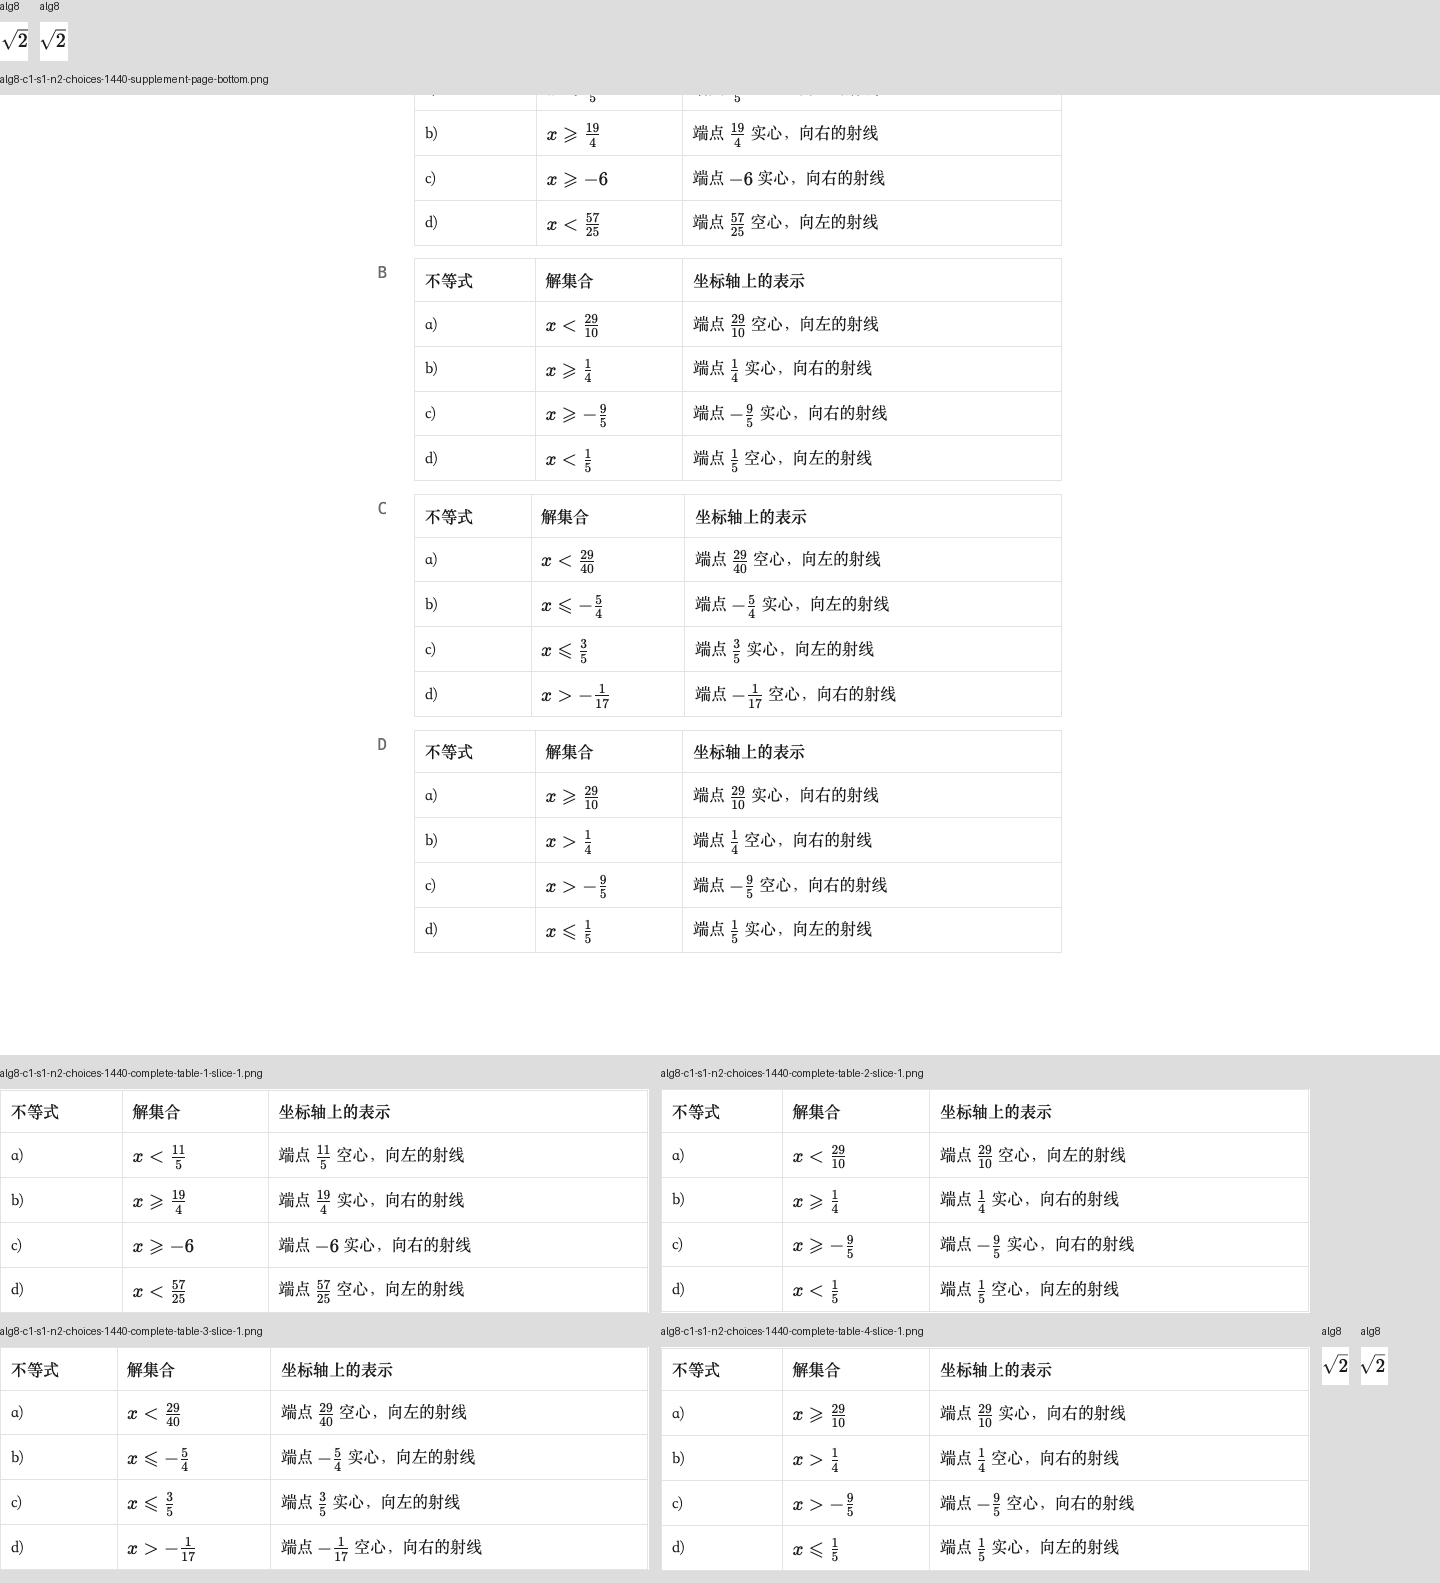 alg8 alg8
√2 √2
alg8-c1-s1-n2-choices-1440-supplement-page-bottom.png
b) x ⩾ 19/4 端点 19/4 实心，向右的射线
c) x ⩾ −6 端点 −6 实心，向右的射线
d) x < 57/25 端点 57/25 空心，向左的射线
B 不等式 解集合 坐标轴上的表示
a) x < 29/10 端点 29/10 空心，向左的射线
b) x ⩾ 1/4 端点 1/4 实心，向右的射线
c) x ⩾ −9/5 端点 −9/5 实心，向右的射线
d) x < 1/5 端点 1/5 空心，向左的射线
C 不等式 解集合 坐标轴上的表示
a) x < 29/40 端点 29/40 空心，向左的射线
b) x ⩽ −5/4 端点 −5/4 实心，向左的射线
c) x ⩽ 3/5 端点 3/5 实心，向左的射线
d) x > −1/17 端点 −1/17 空心，向右的射线
D 不等式 解集合 坐标轴上的表示
a) x ⩾ 29/10 端点 29/10 实心，向右的射线
b) x > 1/4 端点 1/4 空心，向右的射线
c) x > −9/5 端点 −9/5 空心，向右的射线
d) x ⩽ 1/5 端点 1/5 实心，向左的射线
alg8-c1-s1-n2-choices-1440-complete-table-1-slice-1.png
不等式 解集合 坐标轴上的表示
a) x < 11/5 端点 11/5 空心，向左的射线
b) x ⩾ 19/4 端点 19/4 实心，向右的射线
c) x ⩾ −6 端点 −6 实心，向右的射线
d) x < 57/25 端点 57/25 空心，向左的射线
alg8-c1-s1-n2-choices-1440-complete-table-2-slice-1.png
不等式 解集合 坐标轴上的表示
a) x < 29/10 端点 29/10 空心，向左的射线
b) x ⩾ 1/4 端点 1/4 实心，向右的射线
c) x ⩾ −9/5 端点 −9/5 实心，向右的射线
d) x < 1/5 端点 1/5 空心，向左的射线
alg8-c1-s1-n2-choices-1440-complete-table-3-slice-1.png
不等式 解集合 坐标轴上的表示
a) x < 29/40 端点 29/40 空心，向左的射线
b) x ⩽ −5/4 端点 −5/4 实心，向左的射线
c) x ⩽ 3/5 端点 3/5 实心，向左的射线
d) x > −1/17 端点 −1/17 空心，向右的射线
alg8-c1-s1-n2-choices-1440-complete-table-4-slice-1.png
不等式 解集合 坐标轴上的表示
a) x ⩾ 29/10 端点 29/10 实心，向右的射线
b) x > 1/4 端点 1/4 空心，向右的射线
c) x > −9/5 端点 −9/5 空心，向右的射线
d) x ⩽ 1/5 端点 1/5 实心，向左的射线
alg8 alg8
√2 √2